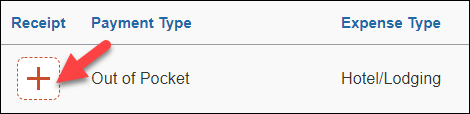 Receipt Payment Type Expense Type
Out of Pocket Hotel/Lodging